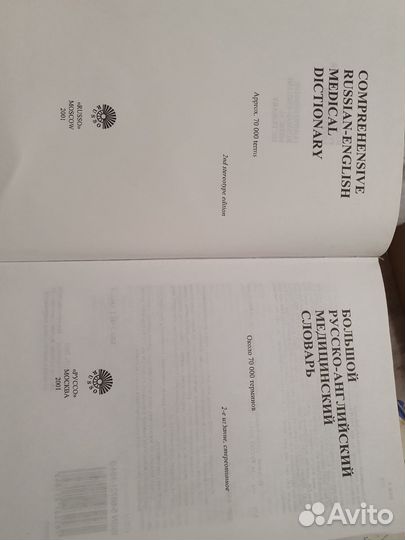 COMPREHENSIVE
RUSSIAN-ENGLISH
MEDICAL
DICTIONARY
Approx. 70 000 terms
2nd stereotype edition
«RUSSO»
MOSCOW
2001
БОЛЬШОЙ
РУССКО-АНГЛИЙСКИЙ
МЕДИЦИНСКИЙ
СЛОВАРЬ
Около 70 000 терминов
2-е издание, стереотипное
«РУССО»
МОСКВА
2001
Avito